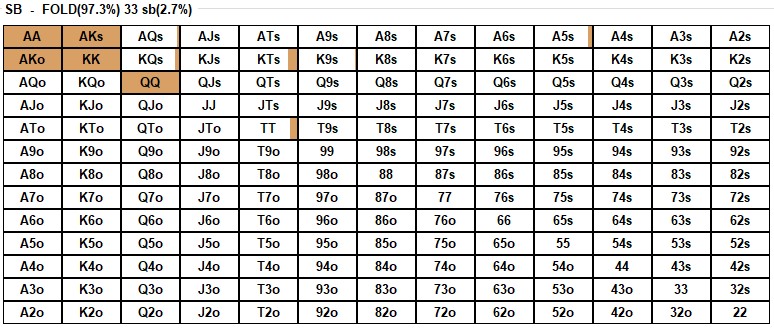 SB - FOLD(97.3%) 33 sb(2.7%)
AA AKs AQs AJs ATs A9s A8s A7s A6s A5s A4s A3s A2s
AKo KK KQs KJs KTs K9s K8s K7s K6s K5s K4s K3s K2s
AQo KQo QQ QJs QTs Q9s Q8s Q7s Q6s Q5s Q4s Q3s Q2s
AJo KJo QJo JJ JTs J9s J8s J7s J6s J5s J4s J3s J2s
ATo KTo QTo JTo TT T9s T8s T7s T6s T5s T4s T3s T2s
A9o K9o Q9o J9o T9o 99 98s 97s 96s 95s 94s 93s 92s
A8o K8o Q8o J8o T8o 98o 88 87s 86s 85s 84s 83s 82s
A7o K7o Q7o J7o T7o 97o 87o 77 76s 75s 74s 73s 72s
A6o K6o Q6o J6o T6o 96o 86o 76o 66 65s 64s 63s 62s
A5o K5o Q5o J5o T5o 95o 85o 75o 65o 55 54s 53s 52s
A4o K4o Q4o J4o T4o 94o 84o 74o 64o 54o 44 43s 42s
A3o K3o Q3o J3o T3o 93o 83o 73o 63o 53o 43o 33 32s
A2o K2o Q2o J2o T2o 92o 82o 72o 62o 52o 42o 32o 22